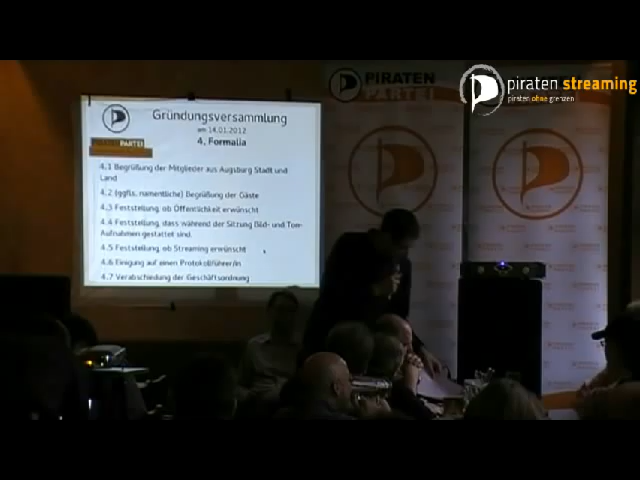 piraten streaming
piraten ohne grenzen
PIRATEN
PARTEI
Gründungsversammlung
am 14.01.2012
4. Formalia
PIRATENPARTEI
4.1 Begrüßung der Mitglieder aus Augsburg Stadt und
Land
4.2 (ggfls. namentliche) Begrüßung der Gäste
4.3 Feststellung, ob Öffentlichkeit erwünscht
4.4 Feststellung, dass während der Sitzung Bild- und Ton-
Aufnahmen gestattet sind.
4.5 Feststellung, ob Streaming erwünscht
4.6 Einigung auf einen Protokollführer/in
4.7 Verabschiedung der Geschäftsordnung